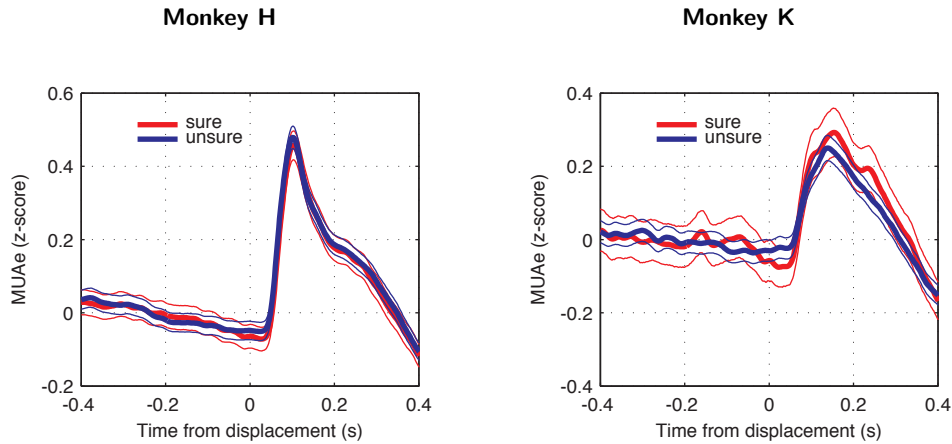 Monkey H
Monkey K
0.6
0.4
0.2
0
-0.2
MUAe (z-score)
sure
unsure
-0.4 -0.2 0 0.2 0.4
Time from displacement (s)
0.4
0.2
0
-0.2
-0.4
MUAe (z-score)
sure
unsure
-0.4 -0.2 0 0.2 0.4
Time from displacement (s)